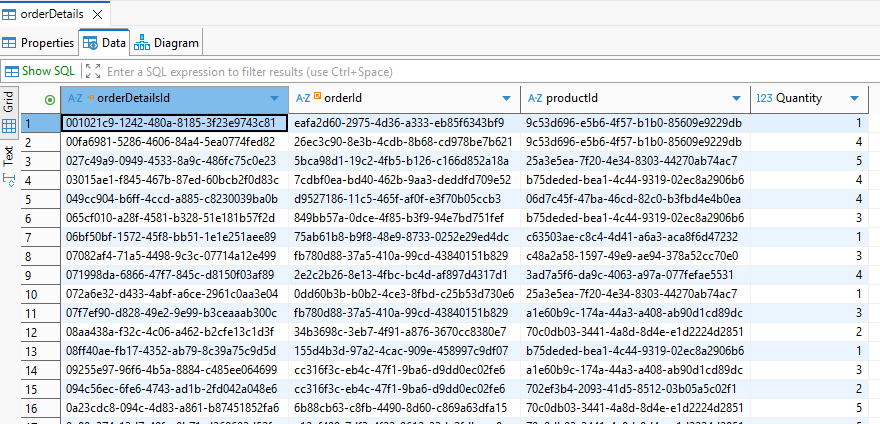 orderDetails
Properties Data Diagram
Show SQL Enter a SQL expression to filter results (use Ctrl+Space)
Grid
Text
A-Z orderDetailsId A-Z orderId A-Z productId 123 Quantity
1 001021c9-1242-480a-8185-3f23e9743c81 eafa2d60-2975-4d36-a333-eb85f6343bf9 9c53d696-e5b6-4f57-b1b0-85609e9229db 1
2 00fa6981-5286-4606-84a4-5ea0774fed82 26ec3c90-8e3b-4cdb-8b68-cd978be7b621 9c53d696-e5b6-4f57-b1b0-85609e9229db 4
3 027c49a9-0949-4533-8a9c-486fc75c0e23 5bca98d1-19c2-4fb5-b126-c166d852a18a 25a3e5ea-7f20-4e34-8303-44270ab74ac7 5
4 03015ae1-f845-467b-87ed-60bcb2f0d83c 7cdbf0ea-bd40-462b-9aa3-deddfd709e52 b75deded-bea1-4c44-9319-02ec8a2906b6 4
5 049cc904-b6ff-4ccd-a885-c8230039ba0b d9527186-11c5-465f-af0f-e3f70b05ccb3 06d7c45f-47ba-46cd-82c0-b3fbd4e4b0ea 4
6 065cf010-a28f-4581-b328-51e181b57f2d 849bb57a-0dce-4f85-b3f9-94e7bd751fef b75deded-bea1-4c44-9319-02ec8a2906b6 3
7 06bf50bf-1572-45f8-bb51-1e1e251aee89 75ab61b8-b9f8-48e9-8733-0252e29ed4dc c63503ae-c8c4-4d41-a6a3-aca8f6d47232 1
8 07082af4-71a5-4498-9c3c-07714a12e499 fb780d88-37a5-410a-99cd-43840151b829 c48a2a58-1597-49e9-ae94-378a52cc70e0 3
9 071998da-6866-47f7-845c-d8150f03af89 2e2c2b26-8e13-4fbc-bc4d-af897d4317d1 3ad7a5f6-da9c-4063-a97a-077fefae5531 4
10 072a6e32-d433-4abf-a6ce-2961c0aa3e04 0dd60b3b-b0b2-4ce3-8fbd-c25b53d730e6 25a3e5ea-7f20-4e34-8303-44270ab74ac7 1
11 07f7ef90-d828-49e2-9e99-b3ceaaab300c fb780d88-37a5-410a-99cd-43840151b829 a1e60b9c-174a-44a3-a408-ab90d1cd89dc 3
12 08aa438a-f32c-4c06-a462-b2cfe13c1d3f 34b3698c-3eb7-4f91-a876-3670cc8380e7 70c0db03-3441-4a8d-8d4e-e1d2224d2851 2
13 08ff40ae-fb17-4352-ab79-8c39a75c9d5d 155d4b3d-97a2-4cac-909e-458997c9df07 b75deded-bea1-4c44-9319-02ec8a2906b6 1
14 09255e97-96f6-4b5a-8884-c485ee064699 cc316f3c-eb4c-47f1-9ba6-d9dd0ec02fe6 a1e60b9c-174a-44a3-a408-ab90d1cd89dc 3
15 094c56ec-6fe6-4743-ad1b-2fd042a048e6 cc316f3c-eb4c-47f1-9ba6-d9dd0ec02fe6 702ef3b4-2093-41d5-8512-03b05a5c02f1 2
16 0a23cdc8-094c-4d83-a861-b87451852fa6 6b88cb63-c8fb-4490-8d60-c869a63dfa15 70c0db03-3441-4a8d-8d4e-e1d2224d2851 5